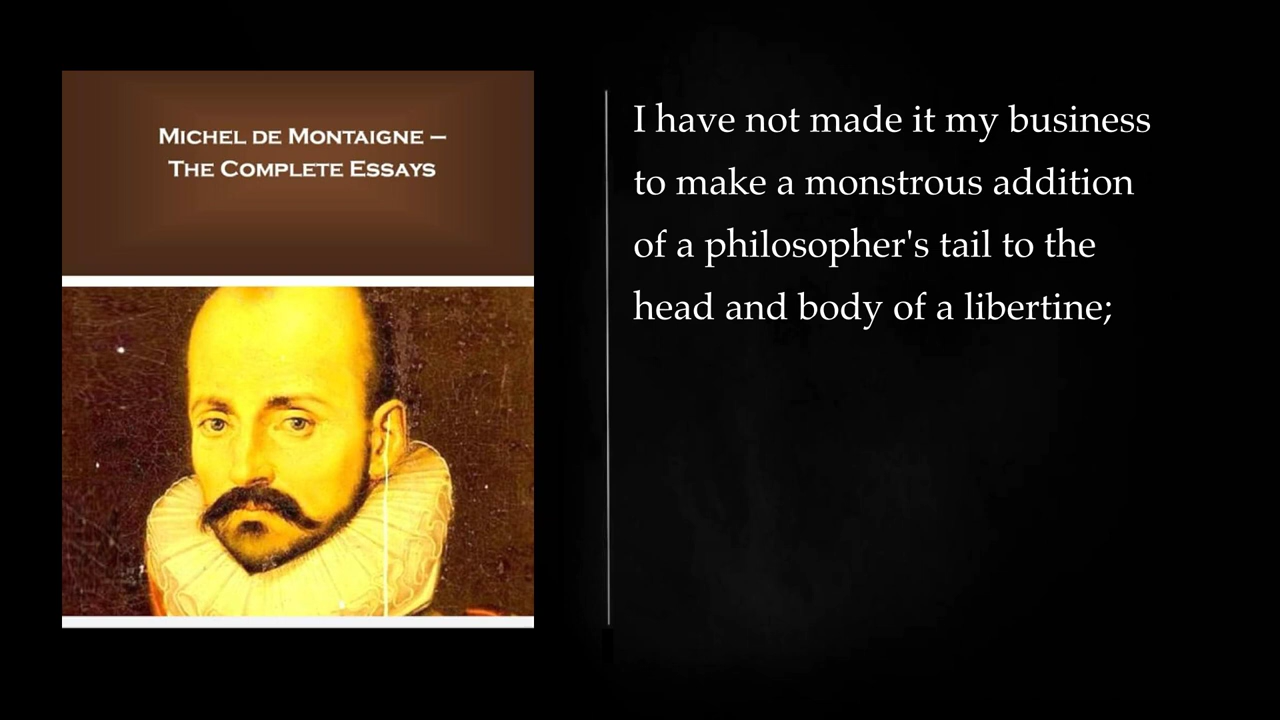 MICHEL DE MONTAIGNE –
THE COMPLETE ESSAYS
I have not made it my business
to make a monstrous addition
of a philosopher's tail to the
head and body of a libertine;